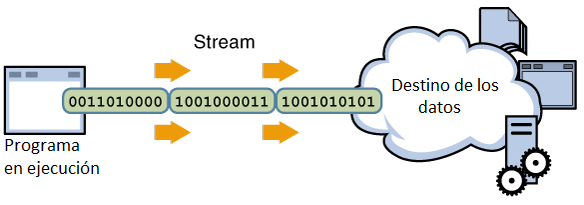 Stream
0011010000 1001000011 1001010101
Destino de los
datos
Programa
en ejecución